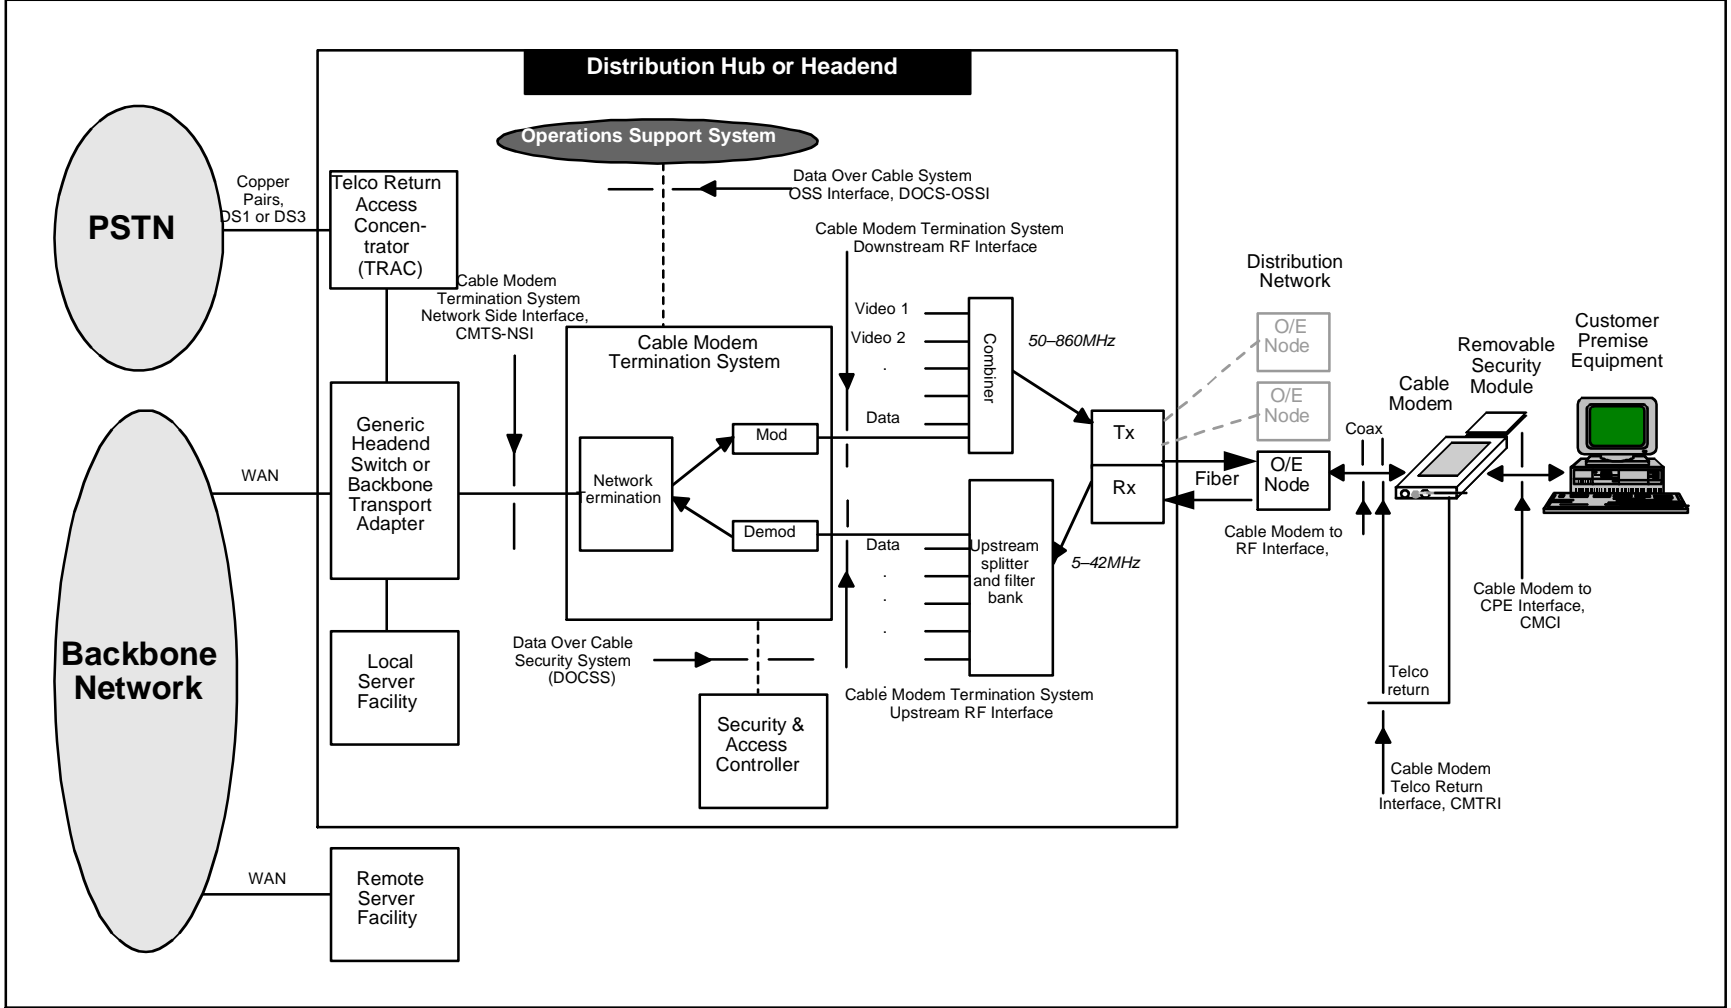 Distribution Hub or Headend
Operations Support System
PSTN
Copper
Pairs,
DS1 or DS3
Telco Return
Access
Concen-
trator
(TRAC)
Data Over Cable System
OSS Interface, DOCS-OSSI
Cable Modem Termination System
Downstream RF Interface
Cable Modem
Termination System
Network Side Interface,
CMTS-NSI
Video 1
Video 2
.
Data
Combiner
50–860MHz
Distribution
Network
O/E
Node
O/E
Node
O/E
Node
Cable Modem
Termination System
Mod
Network
Termination
Demod
Generic
Headend
Switch or
Backbone
Transport
Adapter
WAN
Tx
Rx
Fiber
Coax
Cable
Modem
Removable
Security
Module
Customer
Premise
Equipment
Cable Modem to
RF Interface,
Data
.
.
.
.
Upstream
splitter
and filter
bank
5–42MHz
Cable Modem to
CPE Interface,
CMCI
Backbone
Network
Local
Server
Facility
Data Over Cable
Security System
(DOCSS)
Cable Modem Termination System
Upstream RF Interface
Telco
return
Security &
Access
Controller
Cable Modem
Telco Return
Interface, CMTRI
WAN
Remote
Server
Facility